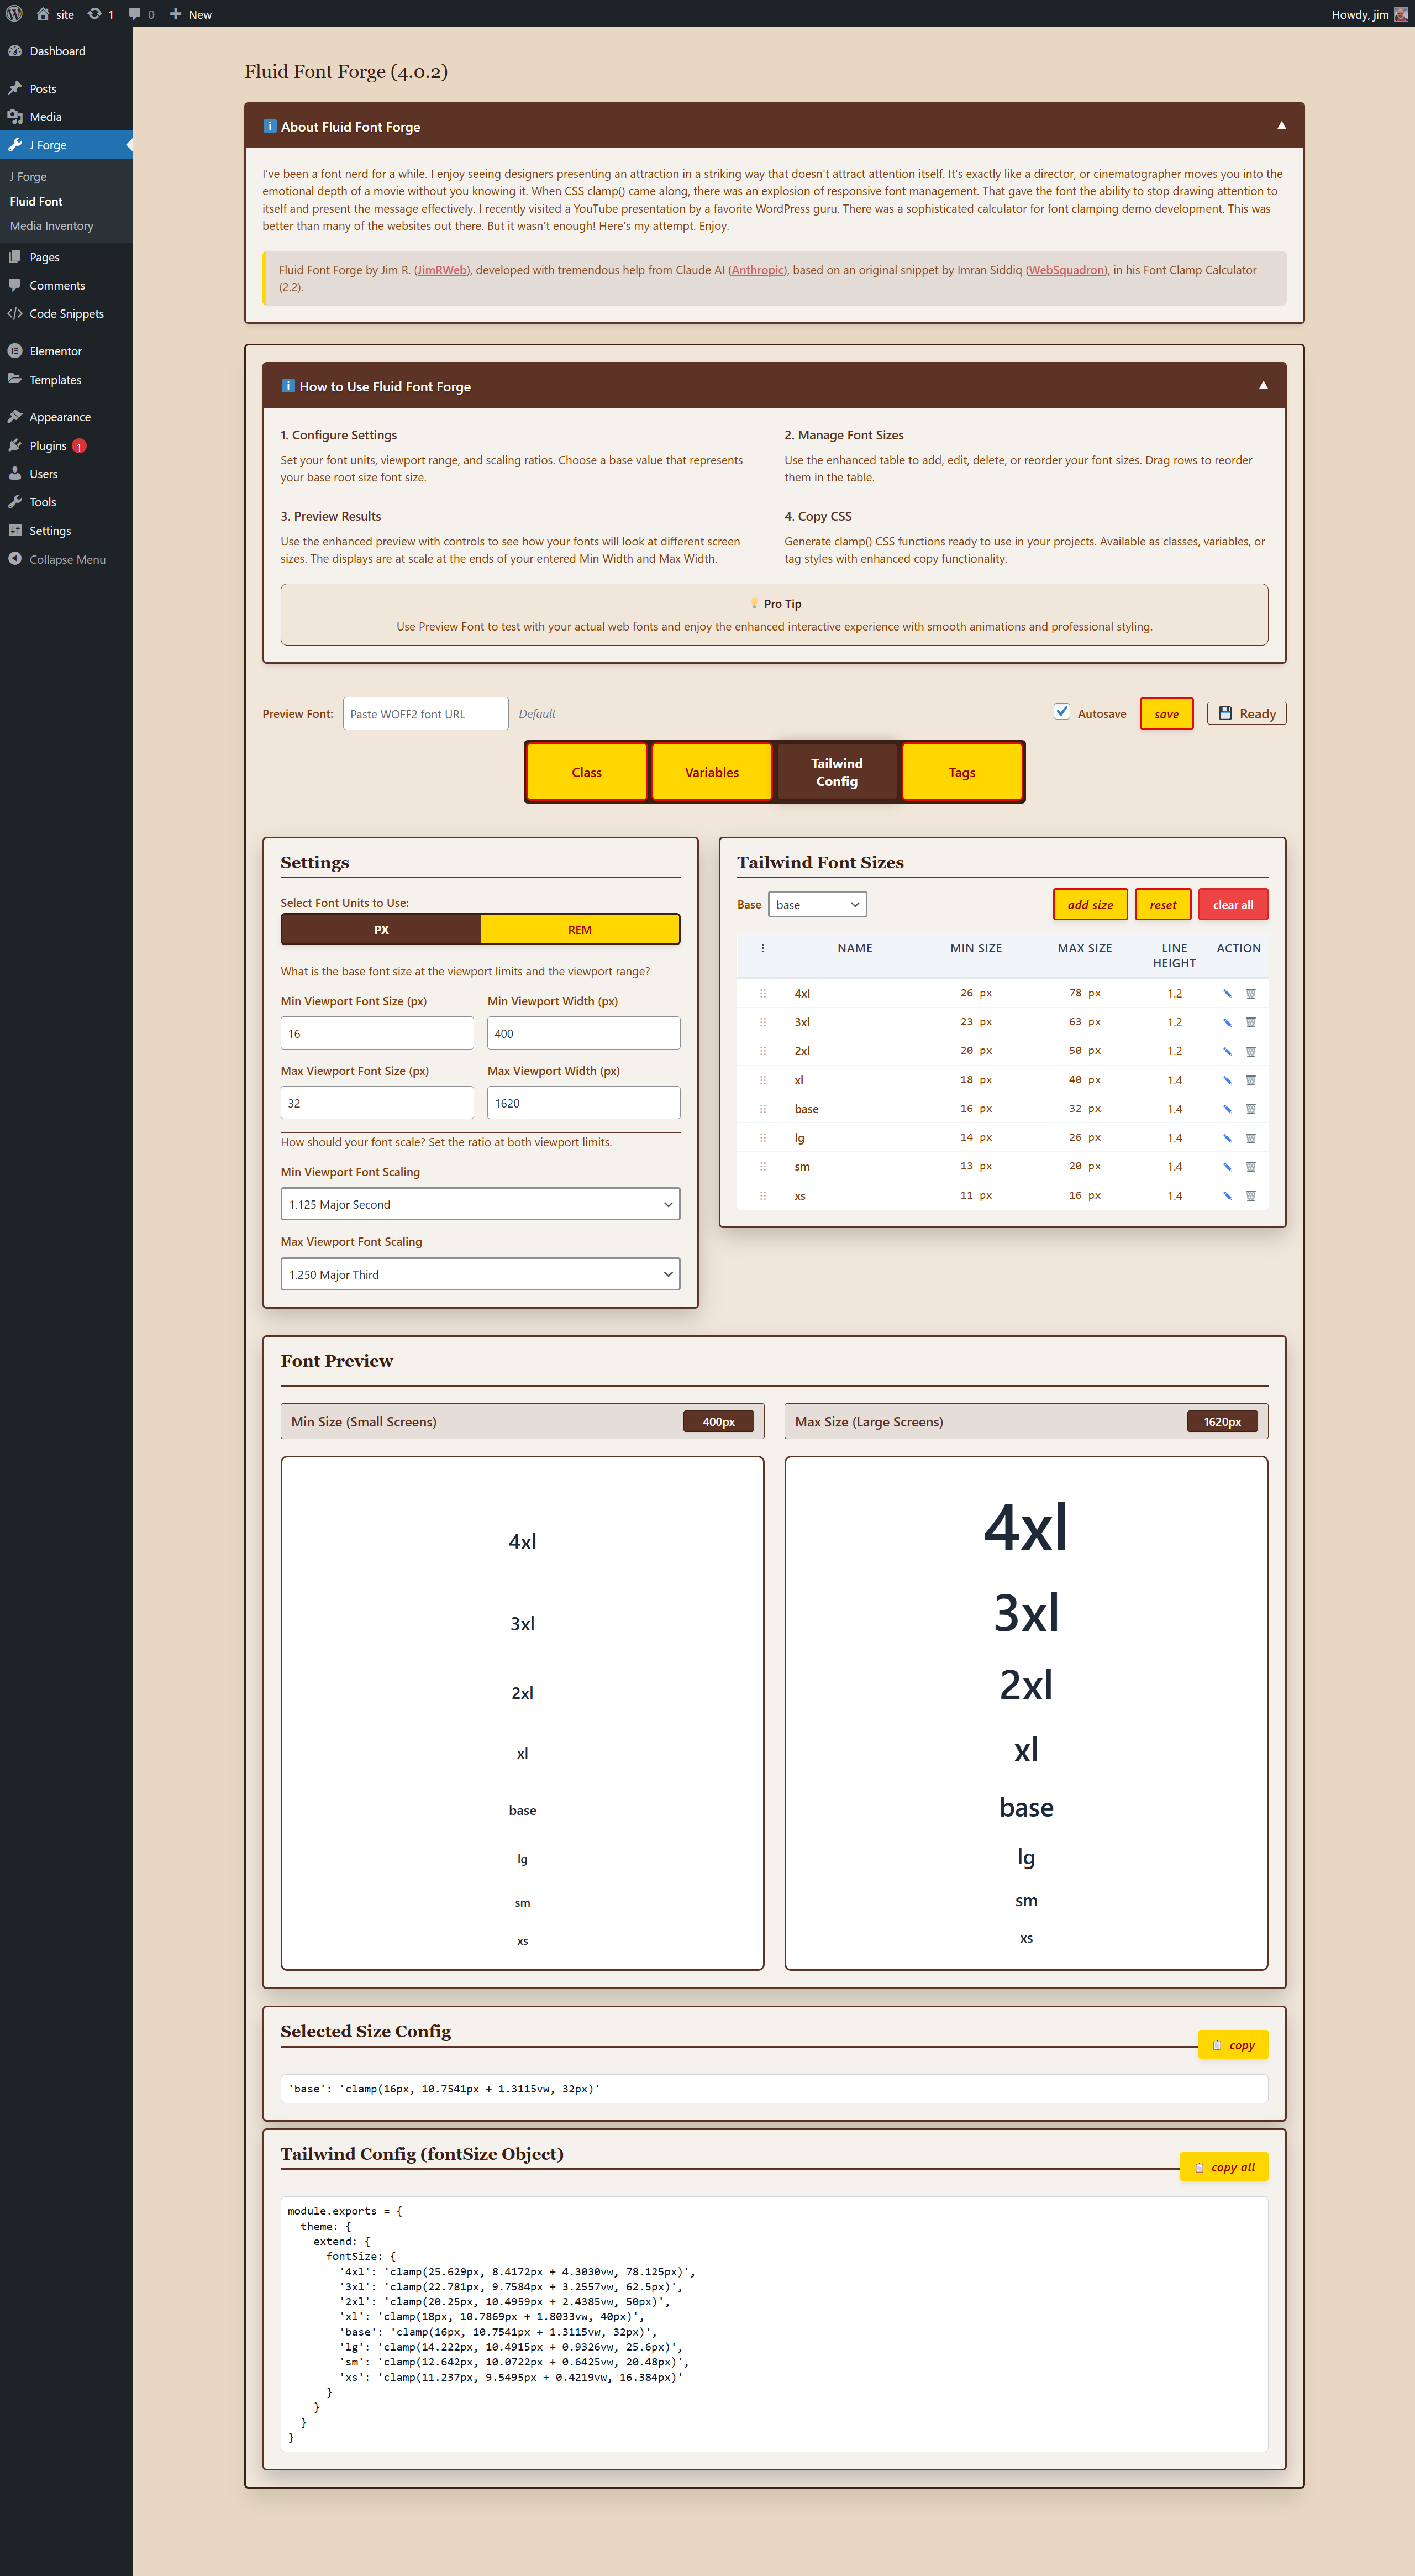 site 1 0 New Howdy, jim
Dashboard
Posts
Media
J Forge
J Forge
Fluid Font
Media Inventory
Pages
Comments
Code Snippets
Elementor
Templates
Appearance
Plugins 1
Users
Tools
Settings
Collapse Menu
Fluid Font Forge (4.0.2)
About Fluid Font Forge
I've been a font nerd for a while. I enjoy seeing designers presenting an attraction in a striking way that doesn't attract attention itself. It's exactly like a director, or cinematographer moves you into the
emotional depth of a movie without you knowing it. When CSS clamp() came along, there was an explosion of responsive font management. That gave the font the ability to stop drawing attention to
itself and present the message effectively. I recently visited a YouTube presentation by a favorite WordPress guru. There was a sophisticated calculator for font clamping demo development. This was
better than many of the websites out there. But it wasn't enough! Here's my attempt. Enjoy.
Fluid Font Forge by Jim R. (JimRWeb), developed with tremendous help from Claude AI (Anthropic), based on an original snippet by Imran Siddiq (WebSquadron), in his Font Clamp Calculator
(2.2).
How to Use Fluid Font Forge
1. Configure Settings
Set your font units, viewport range, and scaling ratios. Choose a base value that represents
your base root size font size.
2. Manage Font Sizes
Use the enhanced table to add, edit, delete, or reorder your font sizes. Drag rows to reorder
them in the table.
3. Preview Results
Use the enhanced preview with controls to see how your fonts will look at different screen
sizes. The displays are at scale at the ends of your entered Min Width and Max Width.
4. Copy CSS
Generate clamp() CSS functions ready to use in your projects. Available as classes, variables, or
tag styles with enhanced copy functionality.
Pro Tip
Use Preview Font to test with your actual web fonts and enjoy the enhanced interactive experience with smooth animations and professional styling.
Preview Font: Paste WOFF2 font URL Default Autosave save Ready
Class Variables Tailwind
Config Tags
Settings
Select Font Units to Use:
PX REM
What is the base font size at the viewport limits and the viewport range?
Min Viewport Font Size (px) Min Viewport Width (px)
16 400
Max Viewport Font Size (px) Max Viewport Width (px)
32 1620
How should your font scale? Set the ratio at both viewport limits.
Min Viewport Font Scaling
1.125 Major Second
Max Viewport Font Scaling
1.250 Major Third
Tailwind Font Sizes
Base base add size reset clear all
NAME MIN SIZE MAX SIZE LINE
HEIGHT ACTION
4xl 26 px 78 px 1.2
3xl 23 px 63 px 1.2
2xl 20 px 50 px 1.2
xl 18 px 40 px 1.4
base 16 px 32 px 1.4
lg 14 px 26 px 1.4
sm 13 px 20 px 1.4
xs 11 px 16 px 1.4
Font Preview
Min Size (Small Screens) 400px
4xl
3xl
2xl
xl
base
lg
sm
xs
Max Size (Large Screens) 1620px
4xl
3xl
2xl
xl
base
lg
sm
xs
Selected Size Config
copy
'base': 'clamp(16px, 10.7541px + 1.3115vw, 32px)'
Tailwind Config (fontSize Object)
copy all
module.exports = {
theme: {
extend: {
fontSize: {
'4xl': 'clamp(25.629px, 8.4172px + 4.3030vw, 78.125px)',
'3xl': 'clamp(22.781px, 9.7584px + 3.2557vw, 62.5px)',
'2xl': 'clamp(20.25px, 10.4959px + 2.4385vw, 50px)',
'xl': 'clamp(18px, 10.7869px + 1.8033vw, 40px)',
'base': 'clamp(16px, 10.7541px + 1.3115vw, 32px)',
'lg': 'clamp(14.222px, 10.4915px + 0.9326vw, 25.6px)',
'sm': 'clamp(12.642px, 10.0722px + 0.6425vw, 20.48px)',
'xs': 'clamp(11.237px, 9.5495px + 0.4219vw, 16.384px)'
}
}
}
}